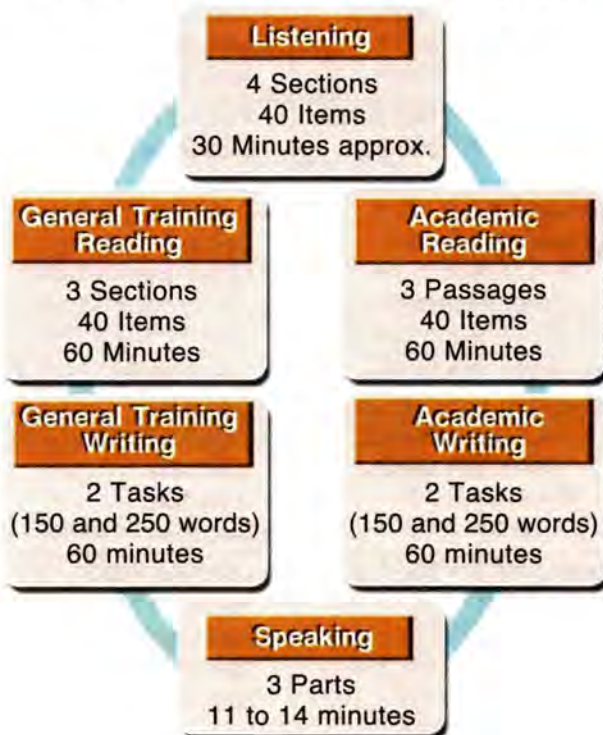 Listening
4 Sections
40 Items
30 Minutes approx.
General Training
Reading
3 Sections
40 Items
60 Minutes
Academic
Reading
3 Passages
40 Items
60 Minutes
General Training
Writing
2 Tasks
(150 and 250 words)
60 minutes
Academic
Writing
2 Tasks
(150 and 250 words)
60 minutes
Speaking
3 Parts
11 to 14 minutes